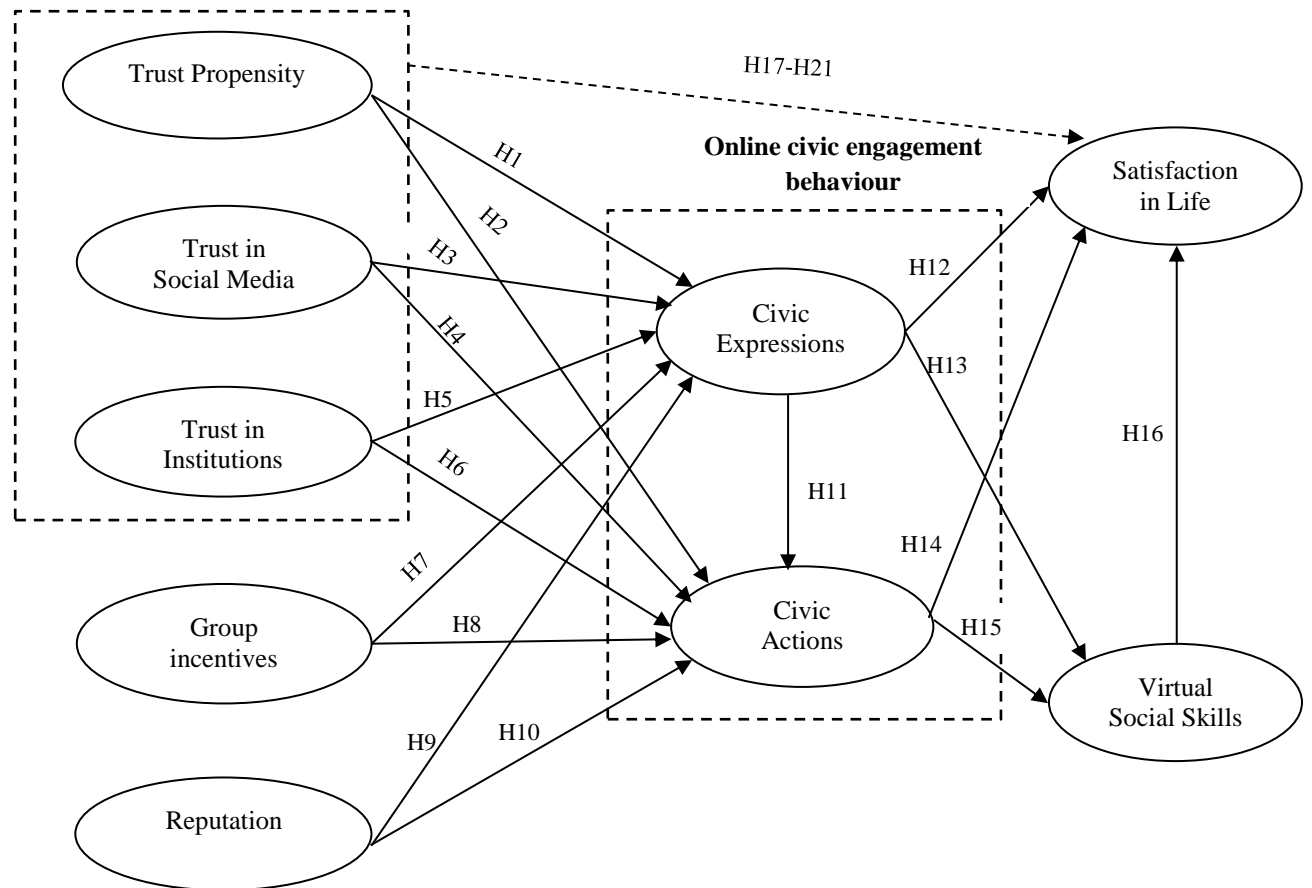 Trust Propensity
H17-H21
H1
Online civic engagement
behaviour
Satisfaction
in Life
H2
Trust in
Social Media
H3
H12
H4
Civic
Expressions
H13
H5
Trust in
Institutions
H6
H16
H11
H7
H14
Group
incentives
H8
Civic
Actions
H15
Virtual
Social Skills
H9
H10
Reputation